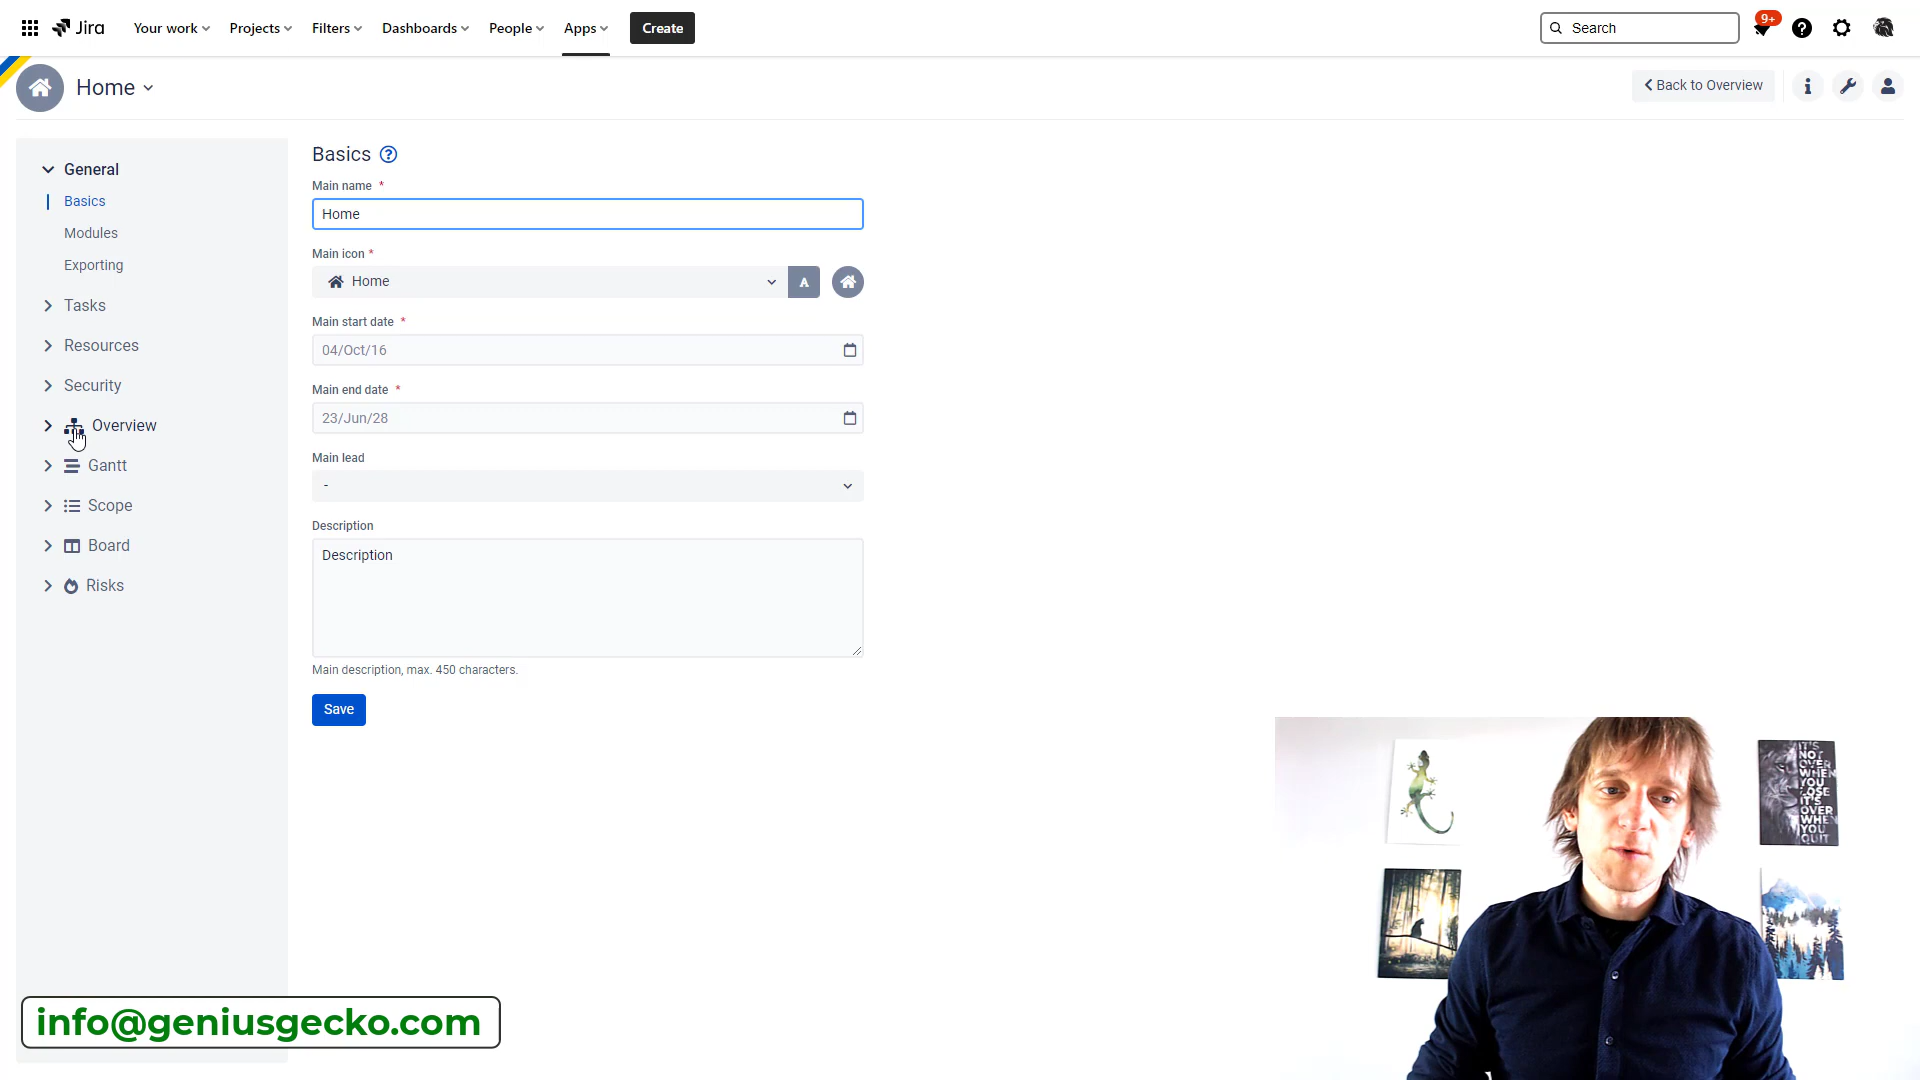 Jira
Your work
Projects
Filters
Dashboards
People
Apps
Create
Search
9+
Home
Back to Overview
General
Basics
Modules
Exporting
Tasks
Resources
Security
Overview
Gantt
Scope
Board
Risks
Basics
Main name *
Home
Main icon *
Home
A
Main start date *
04/Oct/16
Main end date *
23/Jun/28
Main lead
-
Description
Description
Main description, max. 450 characters.
Save
IT'S
NOT
OVER
WHEN
YOU
LOSE
IT'S
OVER
WHEN
YOU
QUIT
info@geniusgecko.com